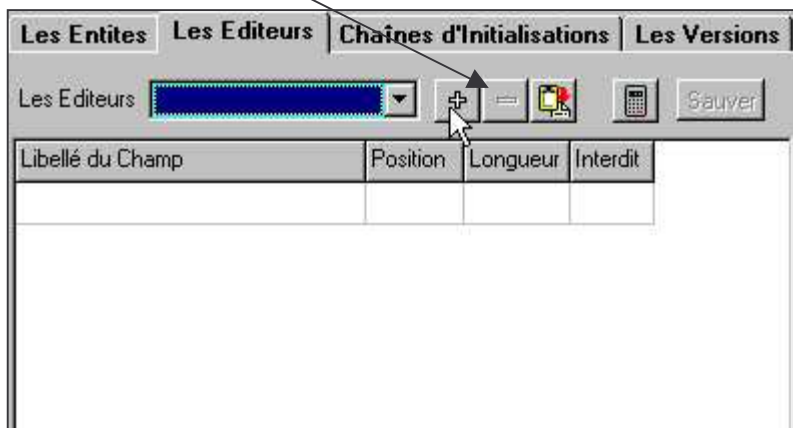 Les Entites Les Editeurs Chaînes d'Initialisations Les Versions
Les Editeurs Sauver
Libellé du Champ Position Longueur Interdit